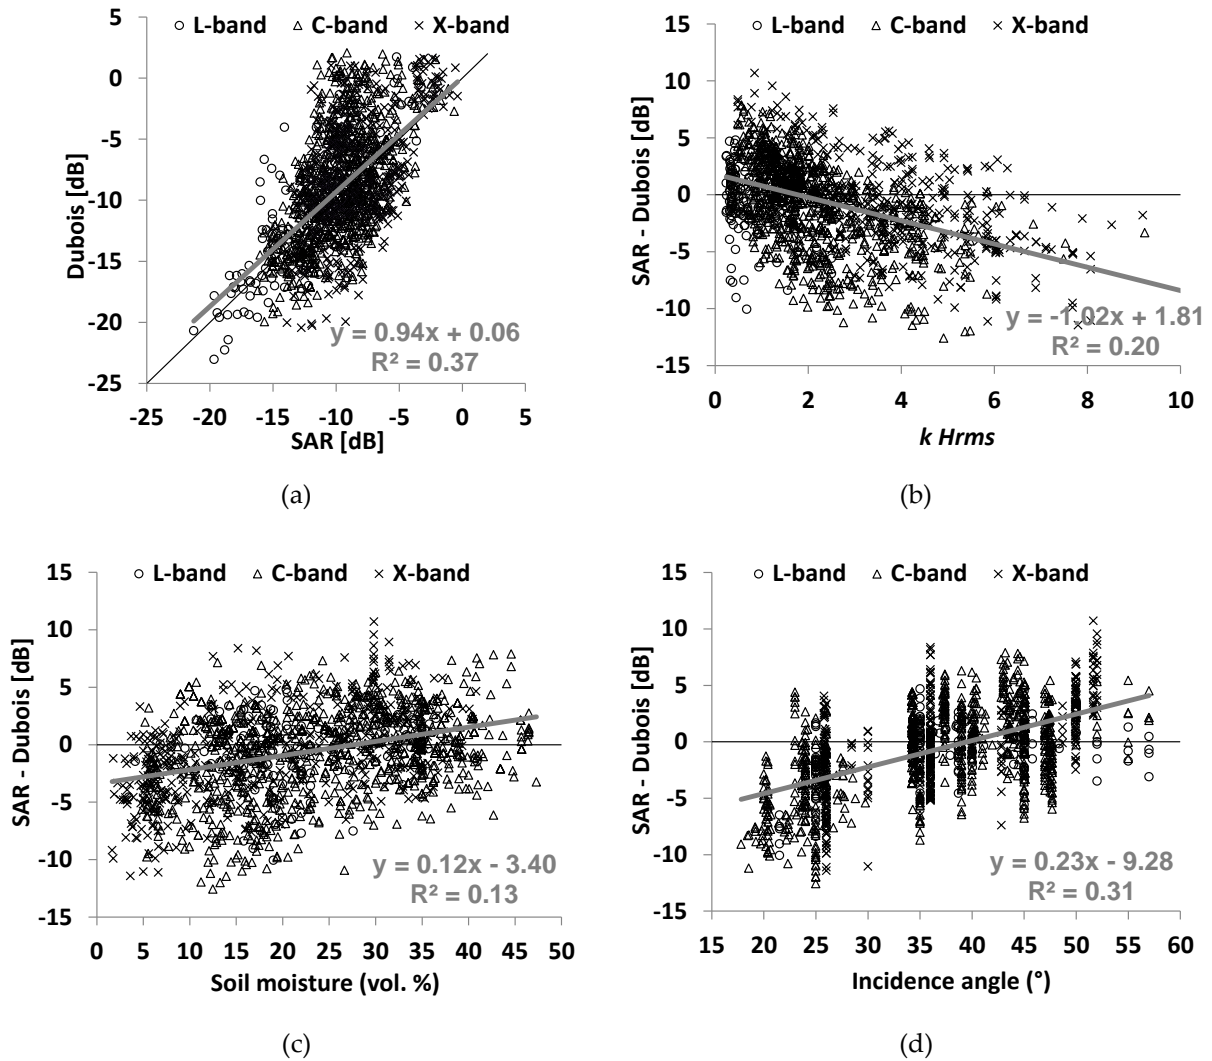 ○ L-band △ C-band × X-band
5
0
-5
-10
-15
-20
-25
Dubois [dB]
y = 0.94x + 0.06
R² = 0.37
-25 -20 -15 -10 -5 0 5
SAR [dB]
(a)
○ L-band △ C-band × X-band
15
10
5
0
-5
-10
-15
SAR - Dubois [dB]
y = -1.02x + 1.81
R² = 0.20
0 2 4 6 8 10
k Hrms
(b)
○ L-band △ C-band × X-band
15
10
5
0
-5
-10
-15
SAR - Dubois [dB]
y = 0.12x - 3.40
R² = 0.13
0 5 10 15 20 25 30 35 40 45 50
Soil moisture (vol. %)
(c)
○ L-band △ C-band × X-band
15
10
5
0
-5
-10
-15
SAR - Dubois [dB]
y = 0.23x - 9.28
R² = 0.31
15 20 25 30 35 40 45 50 55 60
Incidence angle (°)
(d)